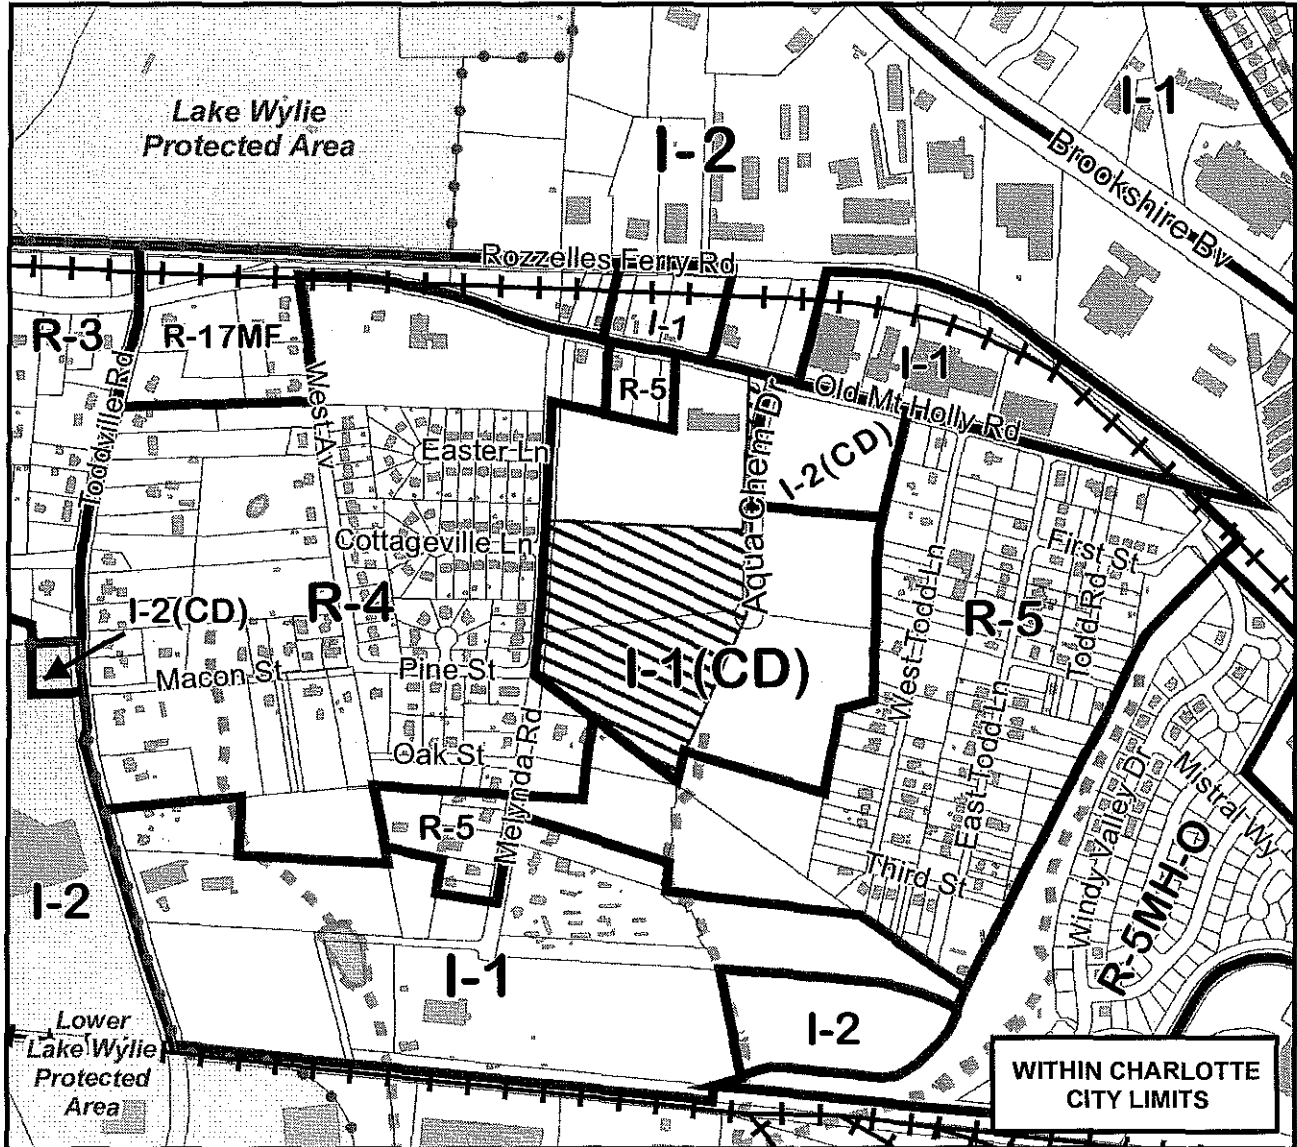 Lake Wylie
Protected Area
I-2
I-1
Brookshire Bv
Rozzelles Ferry Rd
R-3
R-17MF
I-1
I-1
R-5
Toddville Rd
West Av
Old Mt Holly Rd
Aqua Chem Dr
I-2(CD)
Easter Ln
Cottageville Ln
First St
R-4
I-2(CD)
R-5
West Todd Ln
Todd Rd
Macon St
Pine St
I-1(CD)
Oak St
Melynda Rd
East Todd Ln
Windy Valley Dr
Mistral Wy
R-5
Third St
R-5MH-O
I-2
I-1
I-2
Lower
Lake Wylie
Protected
Area
WITHIN CHARLOTTE
CITY LIMITS